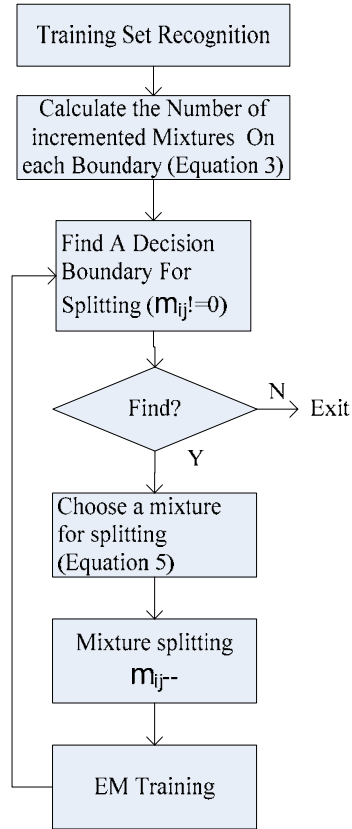 Training Set Recognition
Calculate the Number of
incremented Mixtures On
each Boundary (Equation 3)
Find A Decision
Boundary For
Splitting (mij!=0)
Find?
N
Exit
Y
Choose a mixture
for splitting
(Equation 5)
Mixture splitting
mij--
EM Training